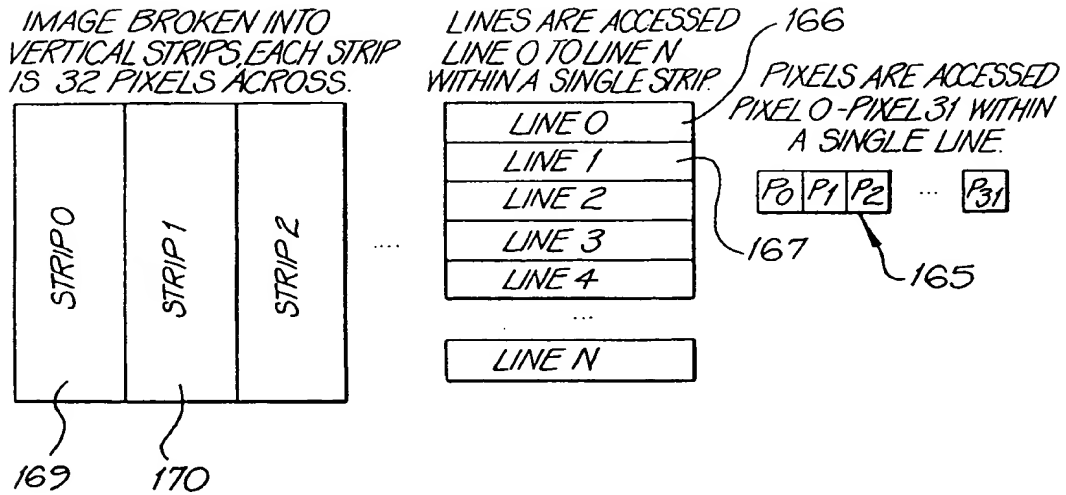 IMAGE BROKEN INTO
VERTICAL STRIPS, EACH STRIP
IS 32 PIXELS ACROSS.
STRIP 0
STRIP 1
STRIP 2
....
169
170
LINES ARE ACCESSED
LINE 0 TO LINE N
WITHIN A SINGLE STRIP.
LINE 0
LINE 1
LINE 2
LINE 3
LINE 4
...
LINE N
166
167
PIXELS ARE ACCESSED
PIXEL 0-PIXEL 31 WITHIN
A SINGLE LINE.
P0 P1 P2 ... P31
165